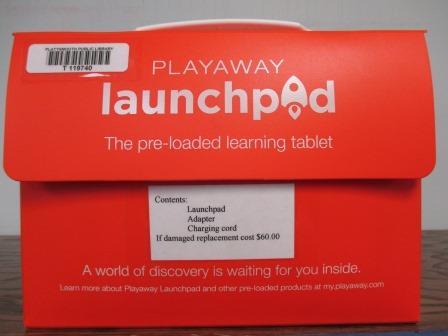 PLATTSMOUTH PUBLIC LIBRARY
T 119740
PLAYAWAY
launchpad
The pre-loaded learning tablet
Contents:
Launchpad
Adapter
Charging cord
If damaged replacement cost $60.00
A world of discovery is waiting for you inside.
Learn more about Playaway Launchpad and other pre-loaded products at my.playaway.com